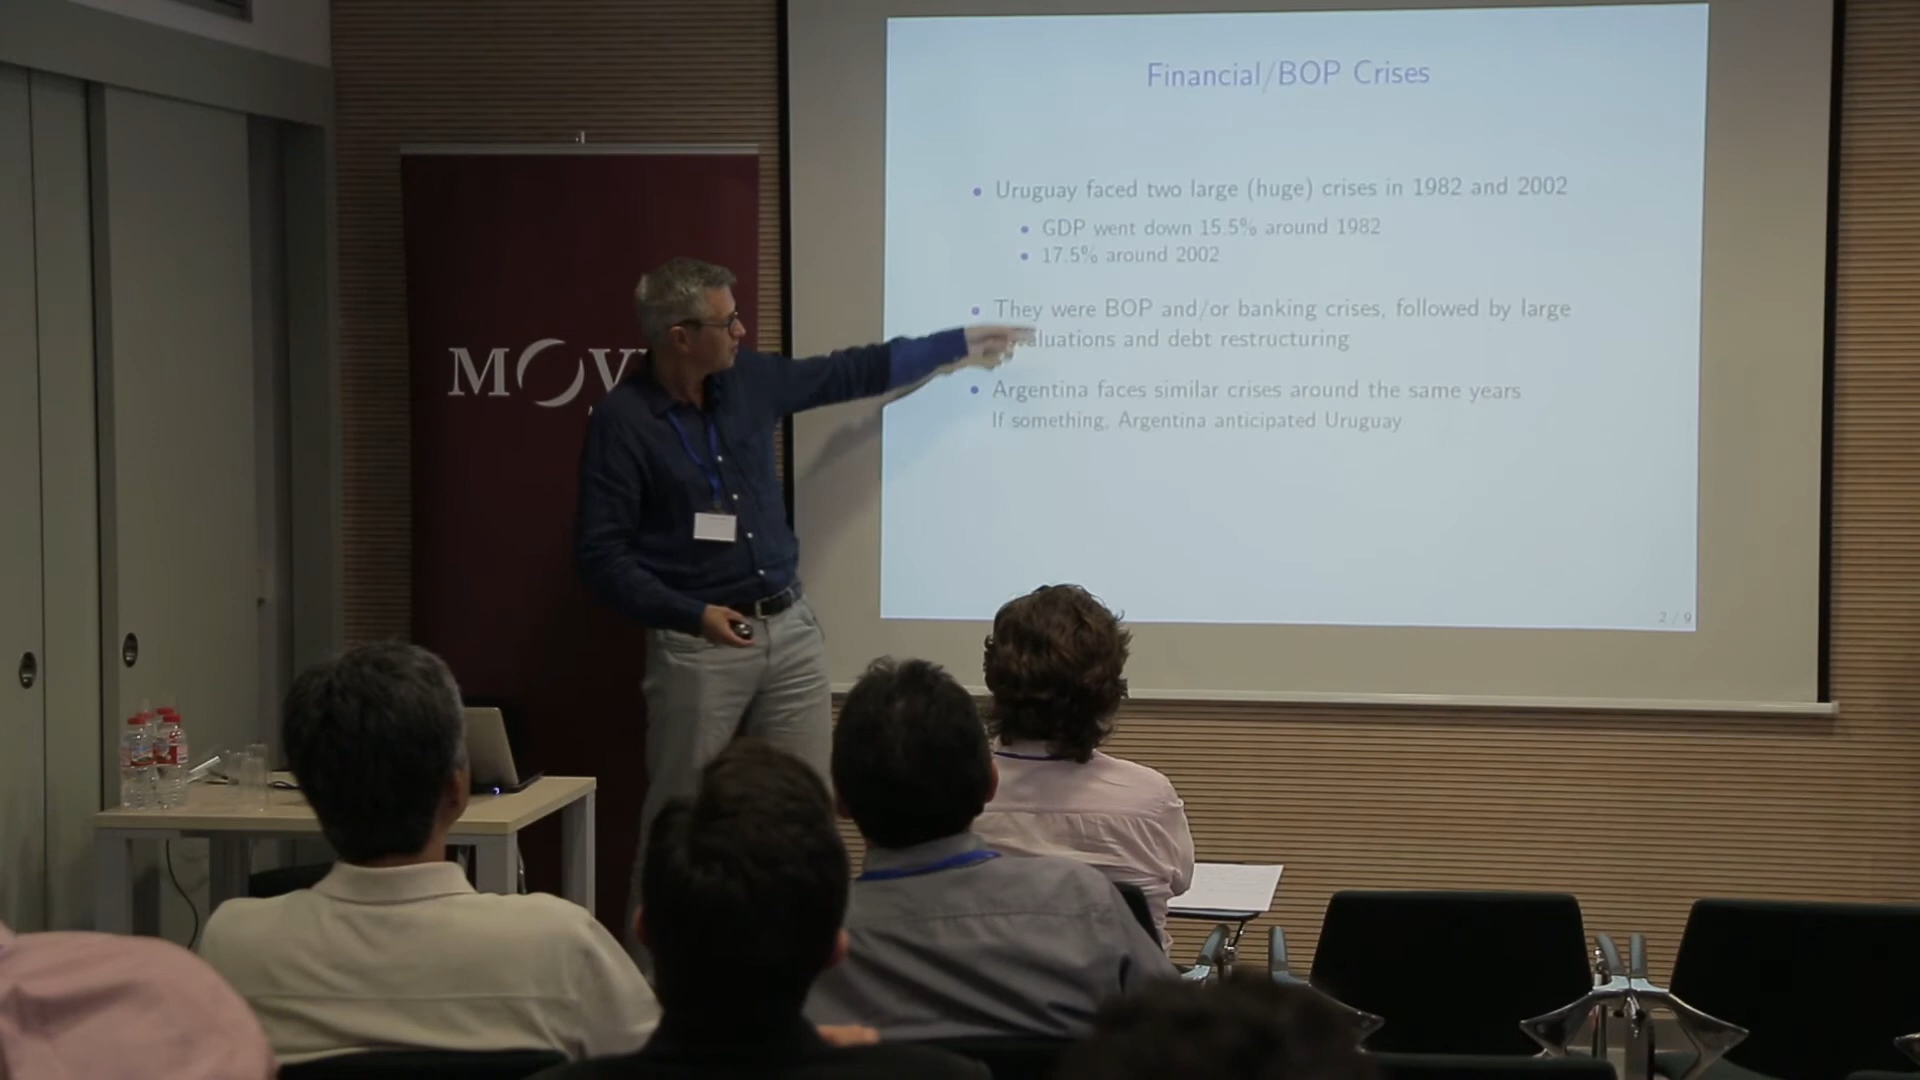 Financial/BOP Crises
Uruguay faced two large (huge) crises in 1982 and 2002
GDP went down 15.5% around 1982
17.5% around 2002
They were BOP and/or banking crises, followed by large
and debt restructuring
Argentina faces similar crises around the same years
If something, Argentina anticipated Uruguay
2 / 9